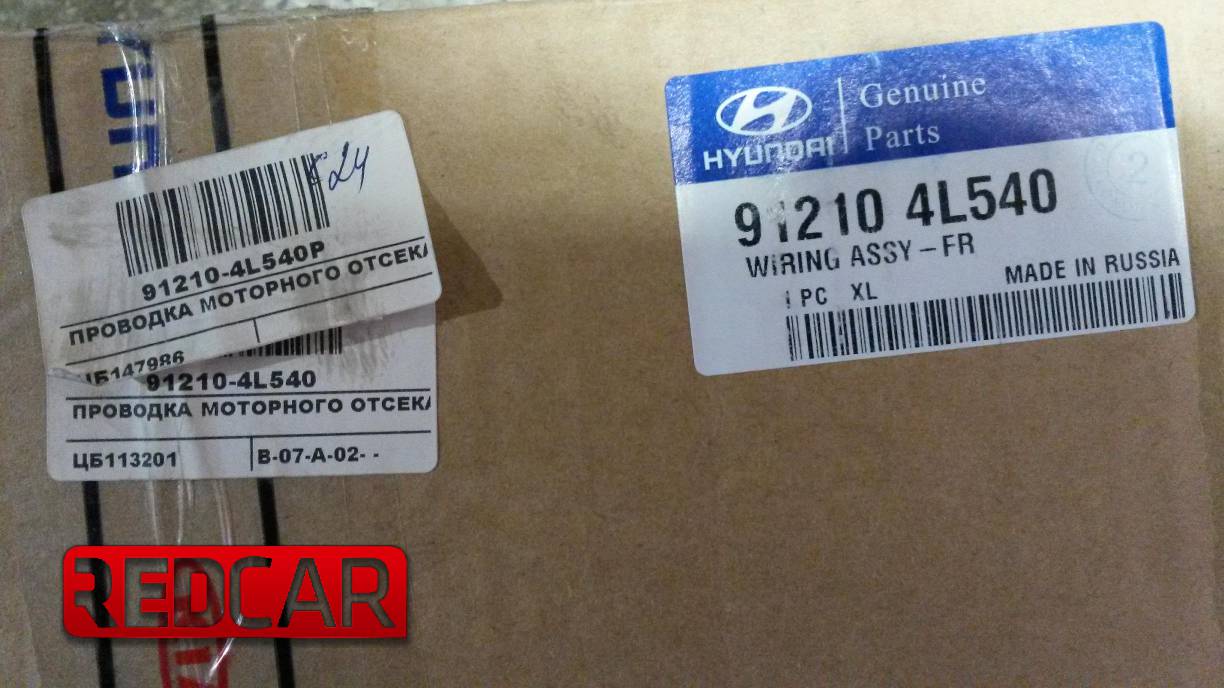 824
91210-4L540P
ПРОВОДКА МОТОРНОГО ОТСЕКА
ЦБ147986
91210-4L540
ПРОВОДКА МОТОРНОГО ОТСЕКА
ЦБ113201
B-07-A-02- -
HYUNDAI
Genuine
Parts
91210 4L540
WIRING ASSY-FR
MADE IN RUSSIA
1 PC XL
REDCAR